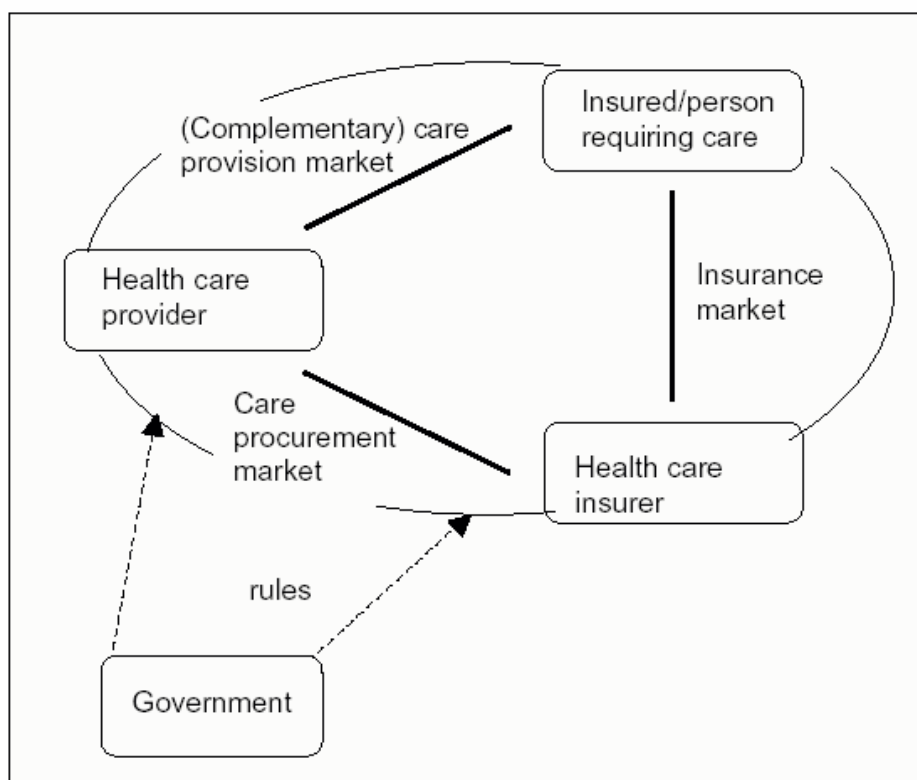 (Complementary) care
provision market
Insured/person
requiring care
Health care
provider
Insurance
market
Care
procurement
market
Health care
insurer
rules
Government